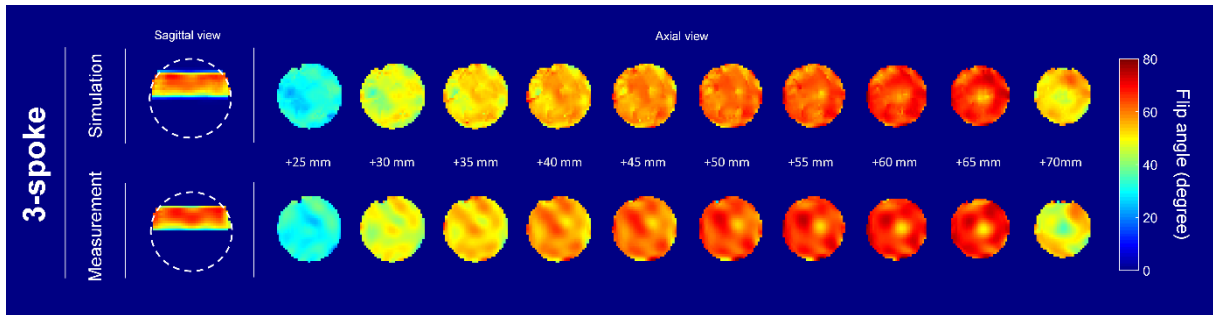 Sagittal view
Axial view
3-spoke
Simulation
+25 mm
+30 mm
+35 mm
+40 mm
+45 mm
+50 mm
+55 mm
+60 mm
+65 mm
+70mm
Measurement
80
60
40
20
0
Flip angle (degree)